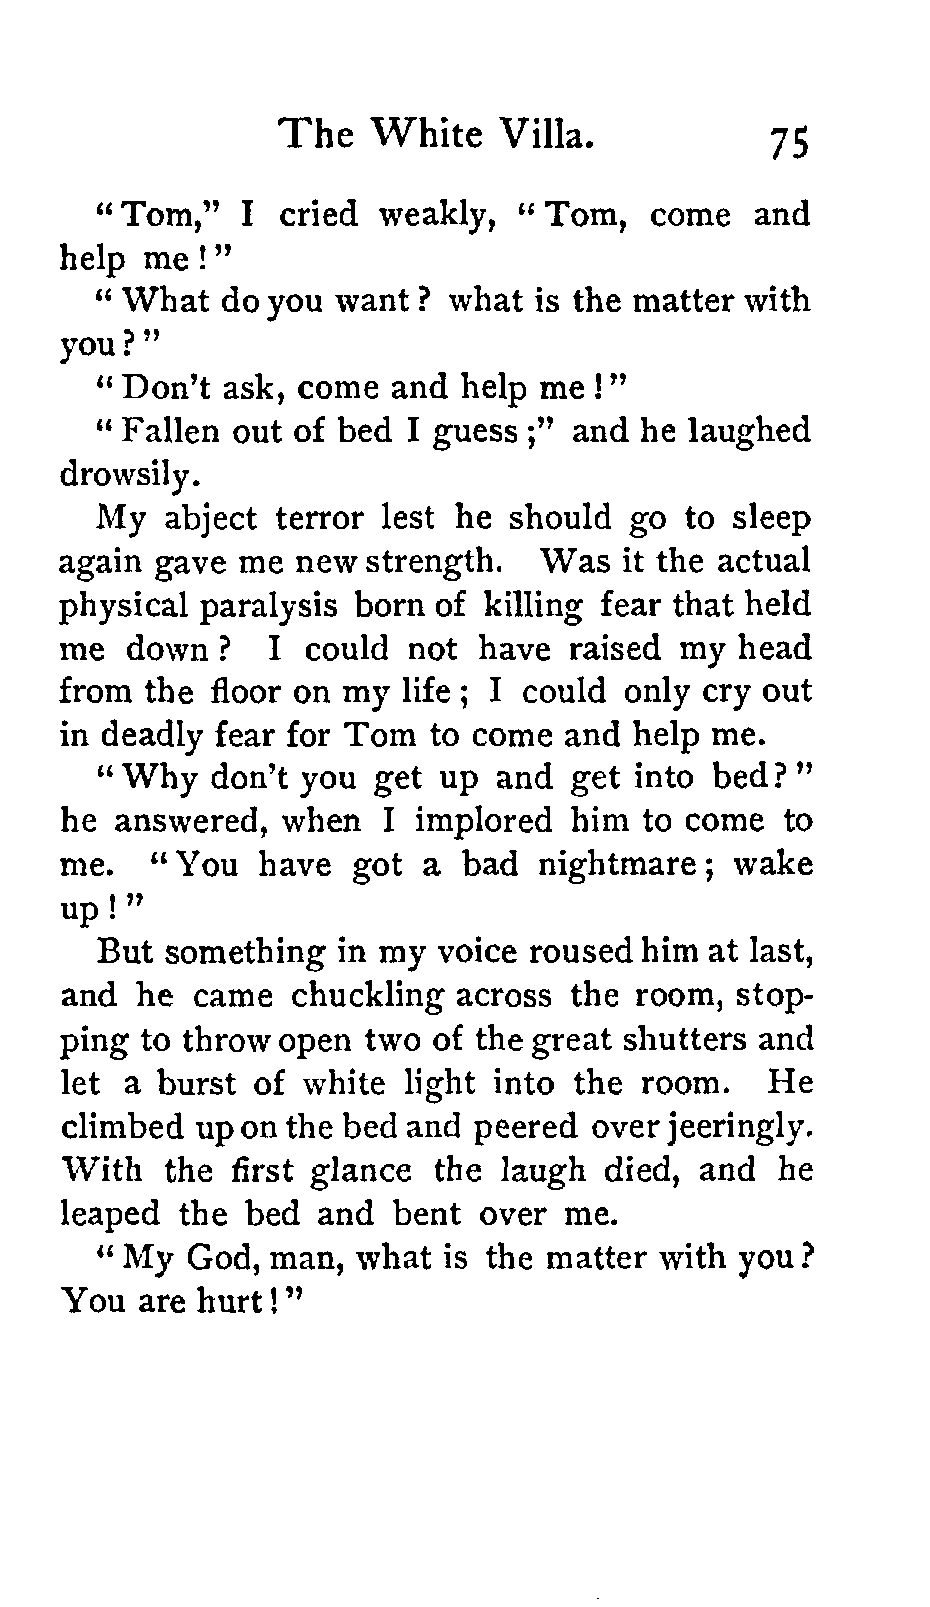 The White Villa. 75
"Tom," I cried weakly, "Tom, come and
help me!"
"What do you want? what is the matter with
you?"
"Don't ask, come and help me!"
"Fallen out of bed I guess;" and he laughed
drowsily.
My abject terror lest he should go to sleep
again gave me new strength. Was it the actual
physical paralysis born of killing fear that held
me down? I could not have raised my head
from the floor on my life; I could only cry out
in deadly fear for Tom to come and help me.
"Why don't you get up and get into bed?"
he answered, when I implored him to come to
me. "You have got a bad nightmare; wake
up!"
But something in my voice roused him at last,
and he came chuckling across the room, stop-
ping to throw open two of the great shutters and
let a burst of white light into the room. He
climbed up on the bed and peered over jeeringly.
With the first glance the laugh died, and he
leaped the bed and bent over me.
"My God, man, what is the matter with you?
You are hurt!"